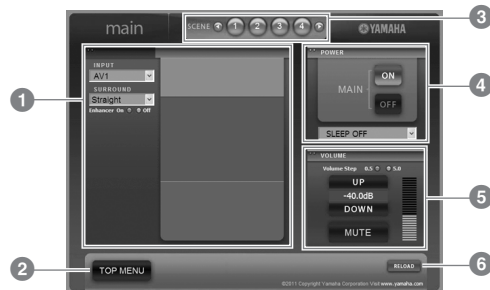 main
SCENE 1 2 3 4
YAMAHA
3
INPUT
AV1
SURROUND
Straight
Enhancer On Off
1
POWER
MAIN
ON
OFF
SLEEP OFF
4
VOLUME
Volume Step 0.5 5.0
UP
-40.0dB
DOWN
MUTE
5
2
TOP MENU
RELOAD
6
©2011 Copyright Yamaha Corporation Visit www.yamaha.com